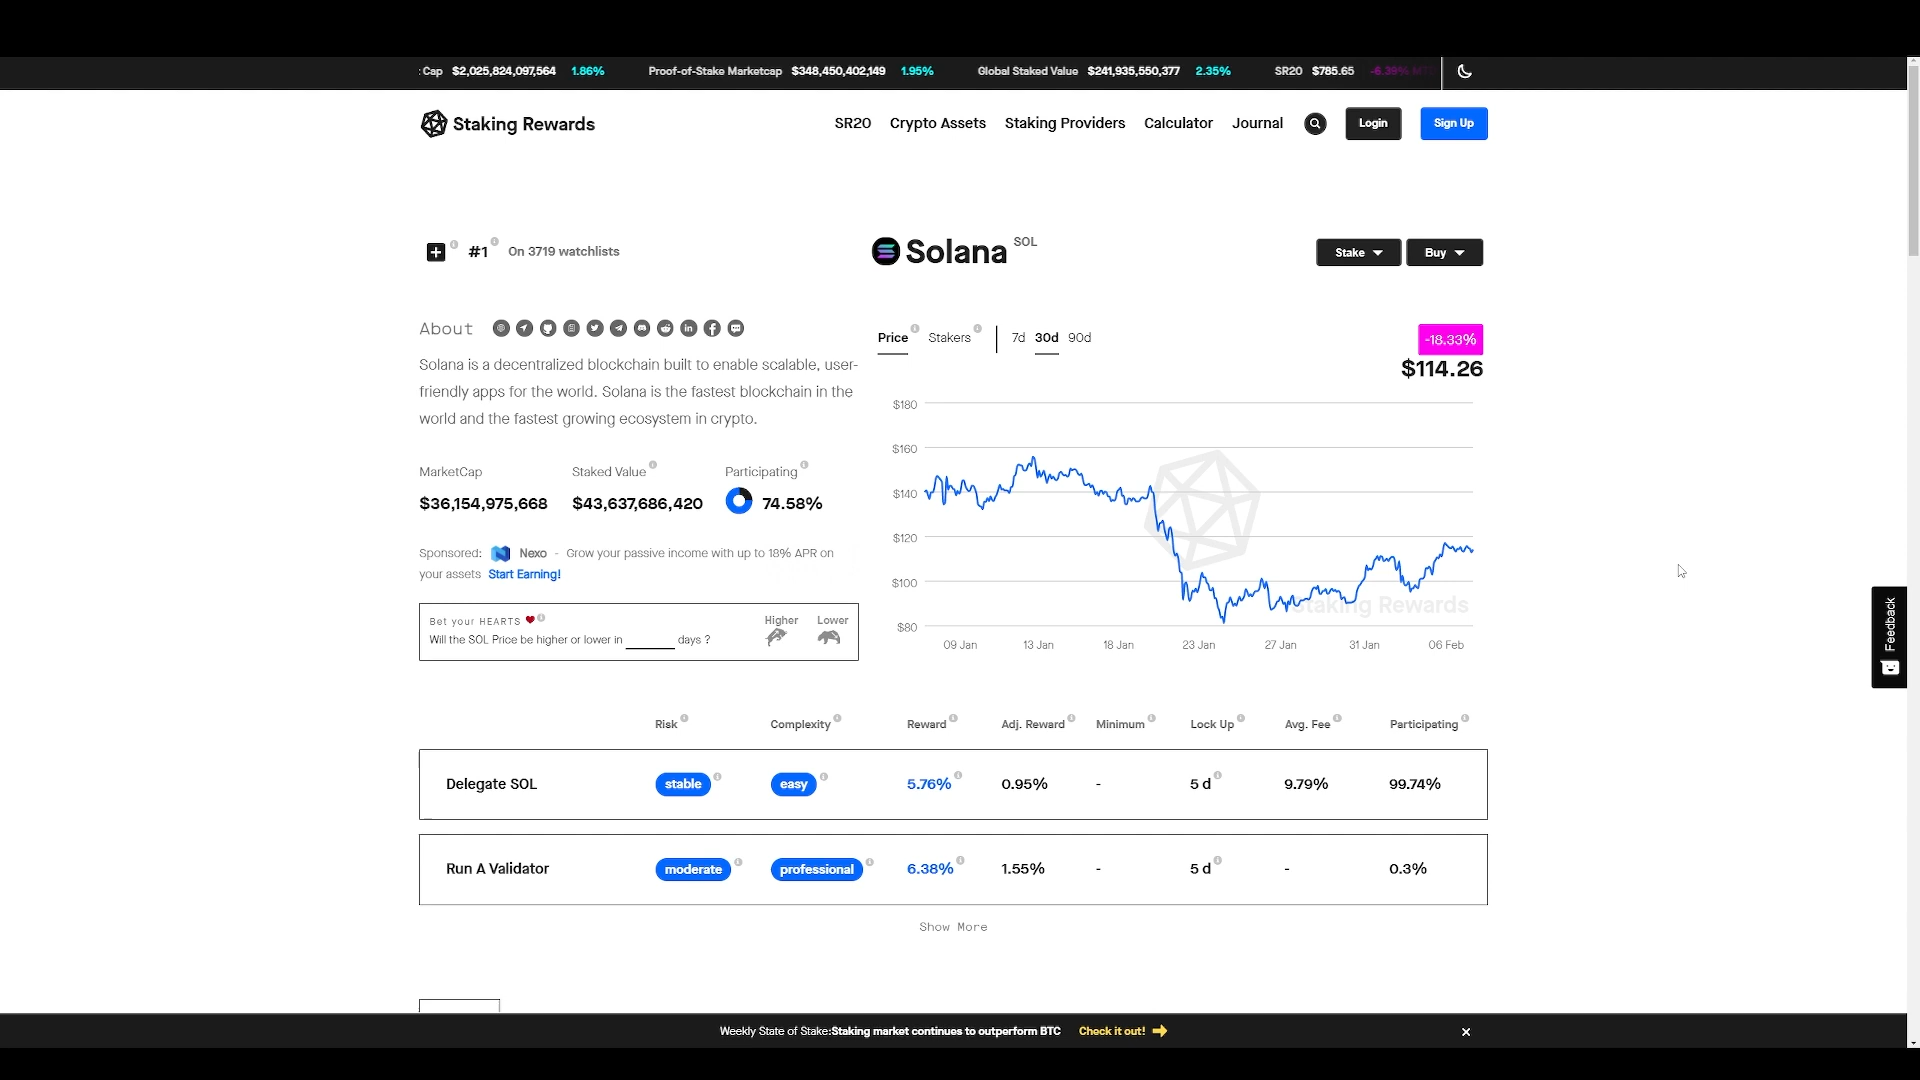 : Cap $2,025,824,097,564 1.86% Proof-of-Stake Marketcap $348,450,402,149 1.95% Global Staked Value $241,935,550,377 2.35% SR20 $785.65 -6.39%
Staking Rewards SR20 Crypto Assets Staking Providers Calculator Journal Login Sign Up
#1 On 3719 watchlists Solana SOL Stake Buy
About
Solana is a decentralized blockchain built to enable scalable, user-
friendly apps for the world. Solana is the fastest blockchain in the
world and the fastest growing ecosystem in crypto.
MarketCap Staked Value Participating
$36,154,975,668 $43,637,686,420 74.58%
Sponsored: Nexo - Grow your passive income with up to 18% APR on
your assets Start Earning!
Bet your HEARTS Higher Lower
Will the SOL Price be higher or lower in ______ days ?
Price Stakers 7d 30d 90d -18.33%
$114.26
$180
$160
$140
$120
$100
Staking Rewards
$80
09 Jan 13 Jan 18 Jan 23 Jan 27 Jan 31 Jan 06 Feb
Risk Complexity Reward Adj. Reward Minimum Lock Up Avg. Fee Participating
Delegate SOL stable easy 5.76% 0.95% - 5 d 9.79% 99.74%
Run A Validator moderate professional 6.38% 1.55% - 5 d - 0.3%
Show More
Feedback
Weekly State of Stake:Staking market continues to outperform BTC Check it out!